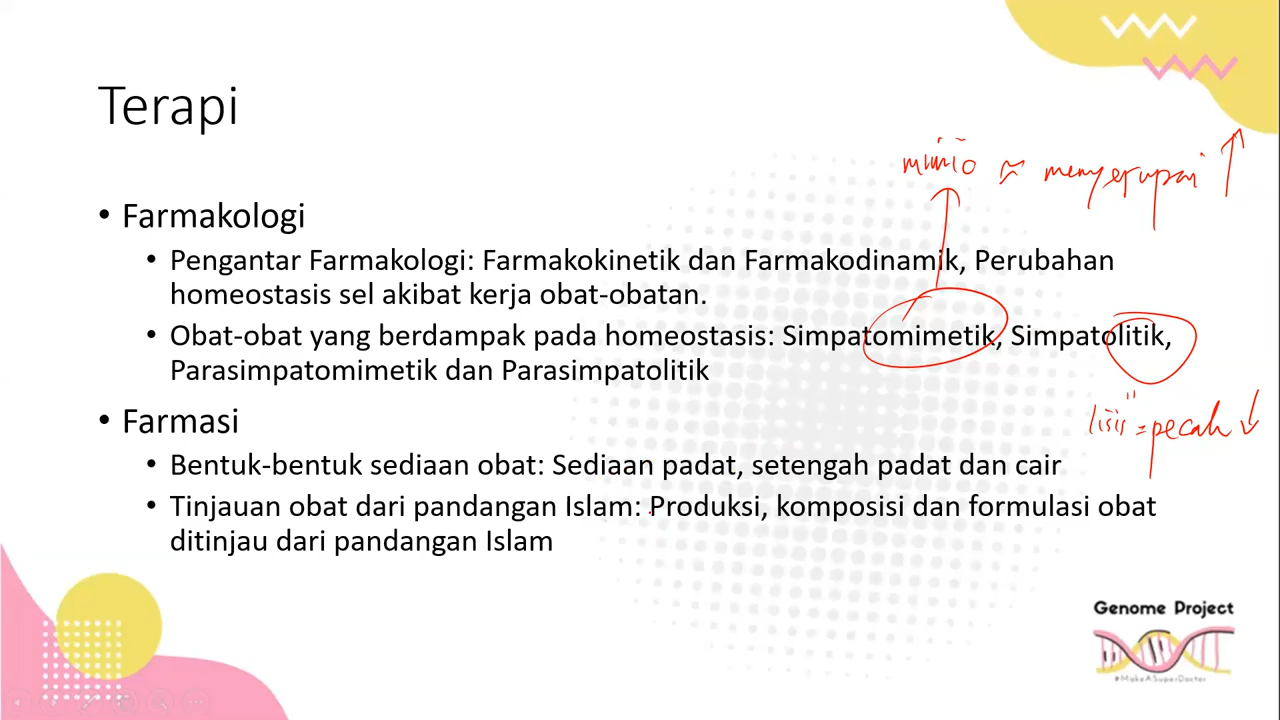 Terapi
mimic ≈ menyerupai ↑
• Farmakologi
• Pengantar Farmakologi: Farmakokinetik dan Farmakodinamik, Perubahan
homeostasis sel akibat kerja obat-obatan.
• Obat-obat yang berdampak pada homeostasis: Simpatomimetik, Simpatolitik,
Parasimpatomimetik dan Parasimpatolitik
lisis = pecah ↓
• Farmasi
• Bentuk-bentuk sediaan obat: Sediaan padat, setengah padat dan cair
• Tinjauan obat dari pandangan Islam: Produksi, komposisi dan formulasi obat
ditinjau dari pandangan Islam
Genome Project
#MakeASuperDoctor